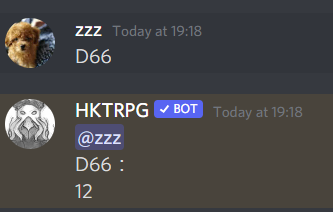 zzz Today at 19:18
D66
HKTRPG ✓ BOT Today at 19:18
@zzz
D66：
12